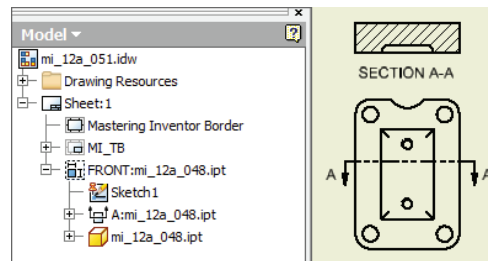 Model
mi_12a_051.idw
Drawing Resources
Sheet:1
Mastering Inventor Border
MI_TB
FRONT:mi_12a_048.ipt
Sketch1
A:mi_12a_048.ipt
mi_12a_048.ipt
SECTION A-A
A A